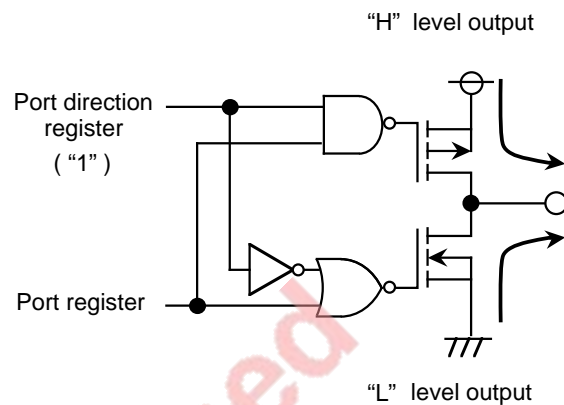 “H” level output
Port direction
register
( “1” )
Port register
“L” level output